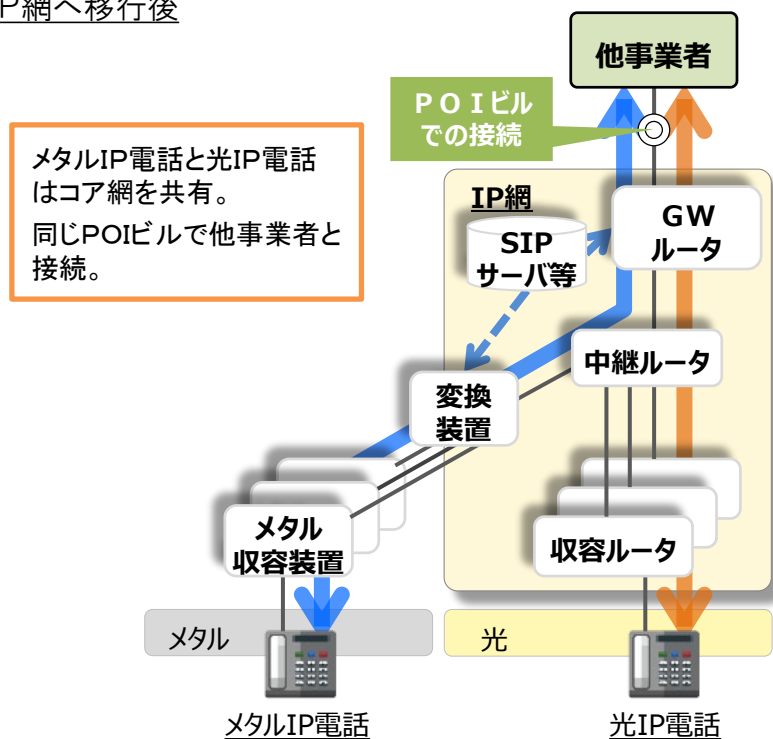 IP網へ移行後
他事業者
ＰＯＩビル
での接続
メタルIP電話と光IP電話
はコア網を共有。
同じPOIビルで他事業者と
接続。
IP網
SIP
サーバ等
GW
ルータ
中継ルータ
変換
装置
メタル
収容装置
収容ルータ
メタル
光
メタルIP電話
光IP電話